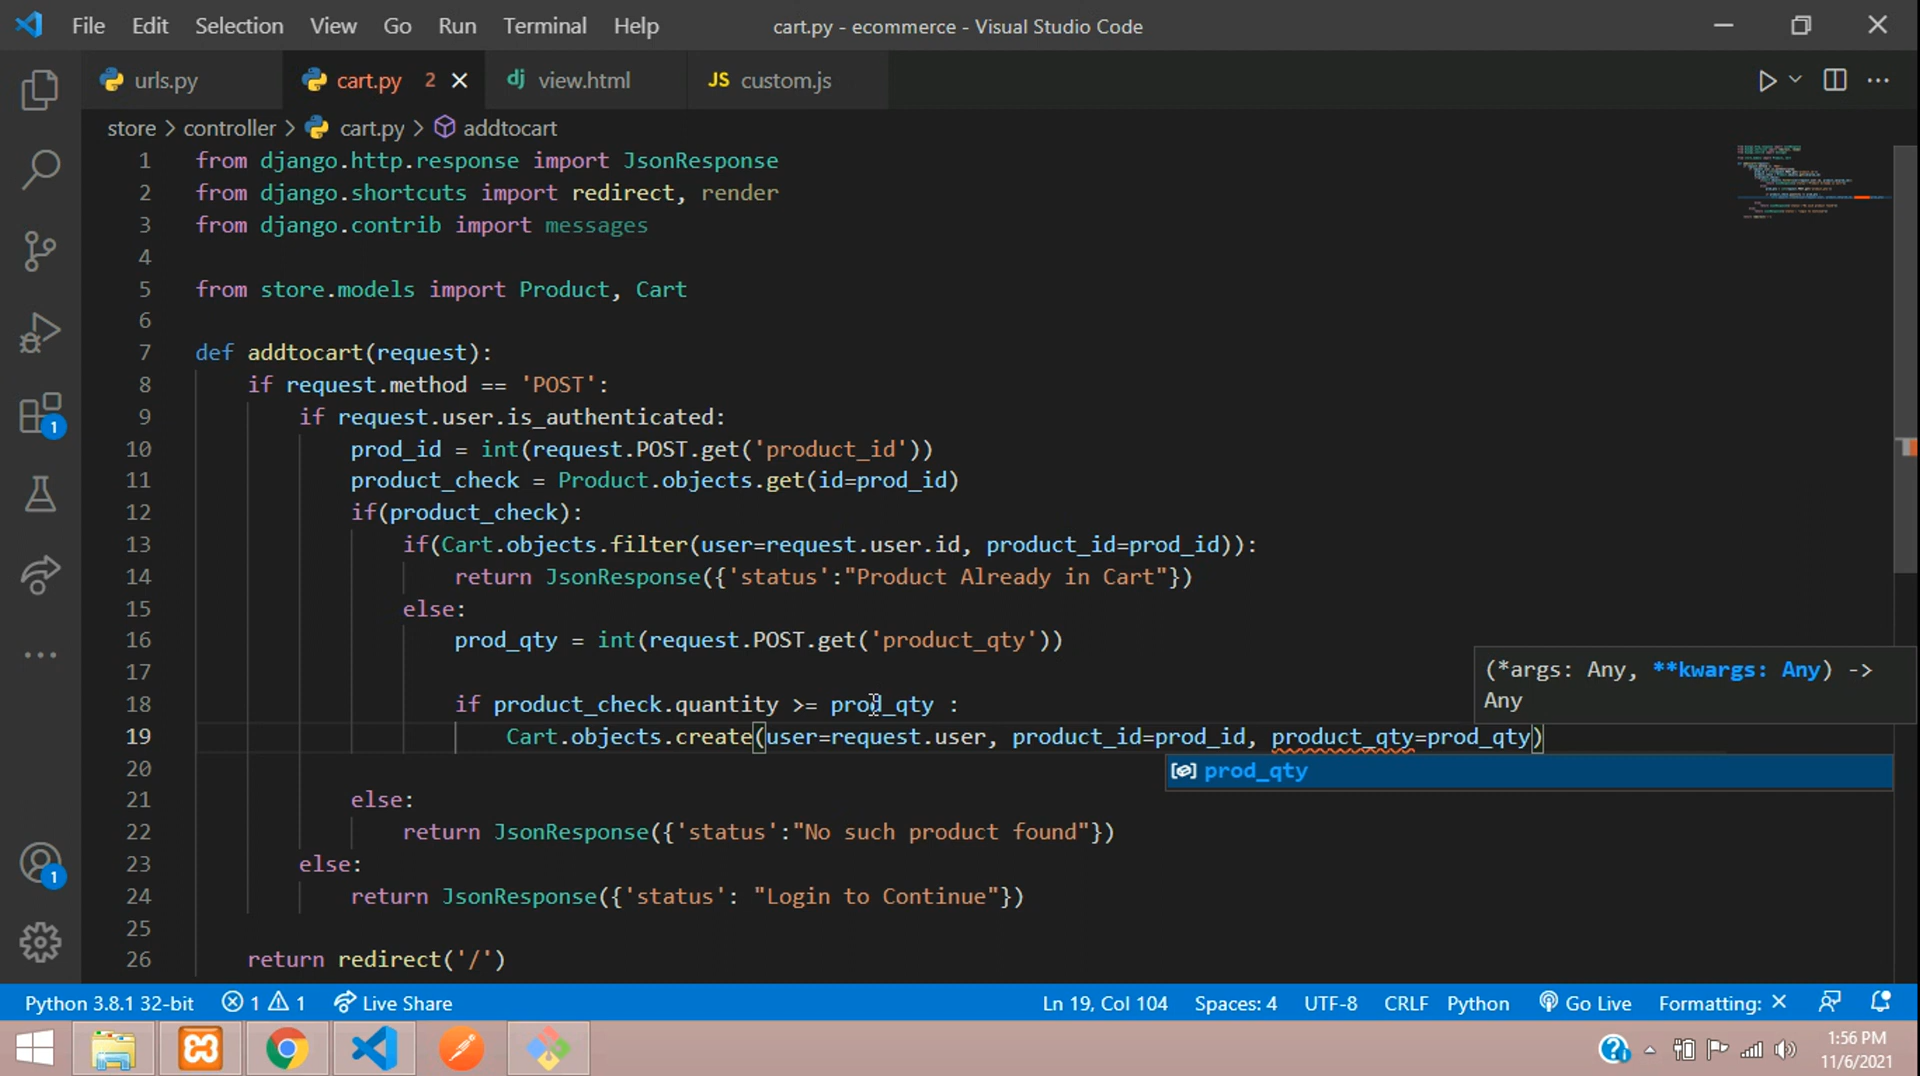 File Edit Selection View Go Run Terminal Help cart.py - ecommerce - Visual Studio Code
urls.py cart.py 2 dj view.html JS custom.js
store > controller > cart.py > addtocart
1 from django.http.response import JsonResponse
2 from django.shortcuts import redirect, render
3 from django.contrib import messages
4
5 from store.models import Product, Cart
6
7 def addtocart(request):
8 if request.method == 'POST':
9 if request.user.is_authenticated:
10 prod_id = int(request.POST.get('product_id'))
11 product_check = Product.objects.get(id=prod_id)
12 if(product_check):
13 if(Cart.objects.filter(user=request.user.id, product_id=prod_id)):
14 return JsonResponse({'status':"Product Already in Cart"})
15 else:
16 prod_qty = int(request.POST.get('product_qty'))
17
18 if product_check.quantity >= prod_qty :
19 Cart.objects.create(user=request.user, product_id=prod_id, product_qty=prod_qty)
20
21 else:
22 return JsonResponse({'status':"No such product found"})
23 else:
24 return JsonResponse({'status': "Login to Continue"})
25
26 return redirect('/')
(*args: Any, **kwargs: Any) ->
Any
prod_qty
1
1
Python 3.8.1 32-bit 1 1 Live Share Ln 19, Col 104 Spaces: 4 UTF-8 CRLF Python Go Live Formatting: ×
1:56 PM
11/6/2021